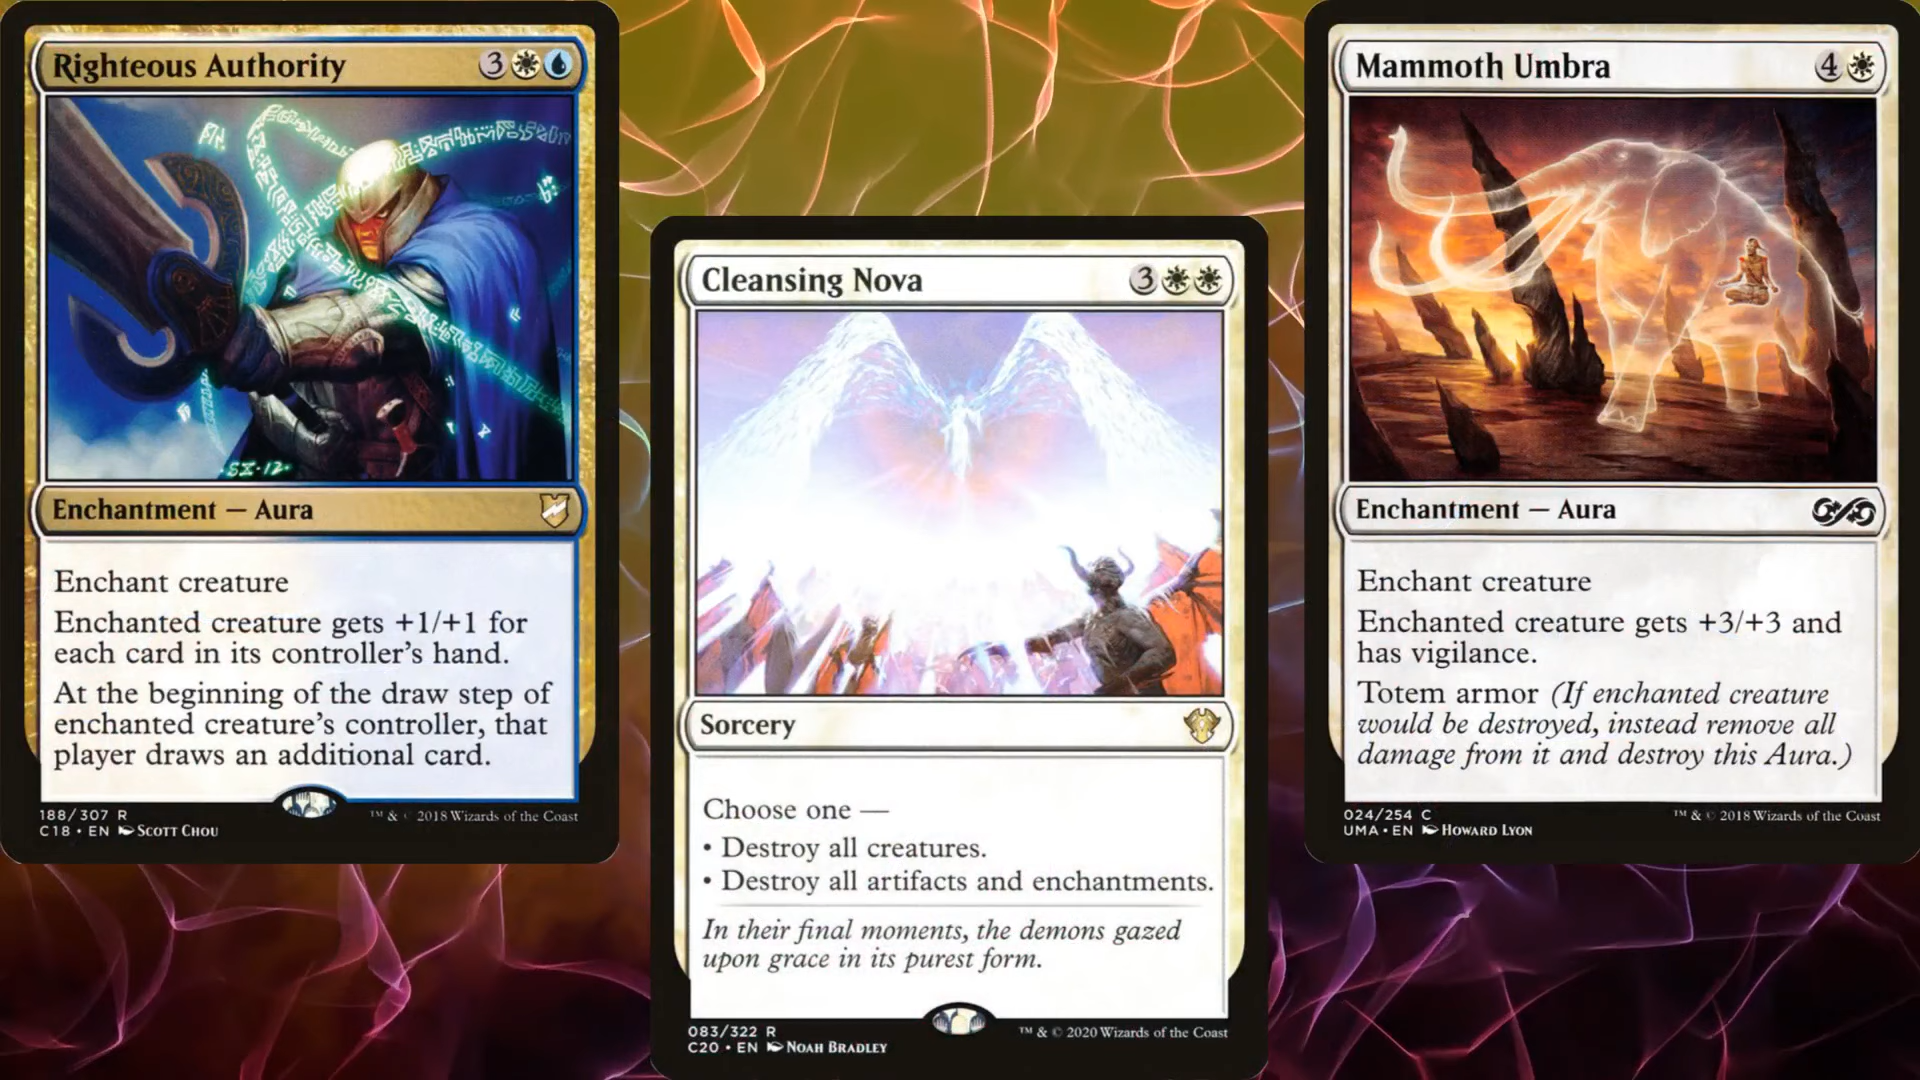 Righteous Authority
3
SZ·12
Enchantment — Aura
Enchant creature
Enchanted creature gets +1/+1 for
each card in its controller's hand.
At the beginning of the draw step of
enchanted creature's controller, that
player draws an additional card.
188/307 R
C18 • EN Scott Chou
™ & © 2018 Wizards of the Coast
Cleansing Nova
3
Sorcery
Choose one —
• Destroy all creatures.
• Destroy all artifacts and enchantments.
In their final moments, the demons gazed
upon grace in its purest form.
083/322 R
C20 • EN Noah Bradley
™ & © 2020 Wizards of the Coast
Mammoth Umbra
4
Enchantment — Aura
Enchant creature
Enchanted creature gets +3/+3 and
has vigilance.
Totem armor (If enchanted creature
would be destroyed, instead remove all
damage from it and destroy this Aura.)
024/254 C
UMA • EN Howard Lyon
™ & © 2018 Wizards of the Coast